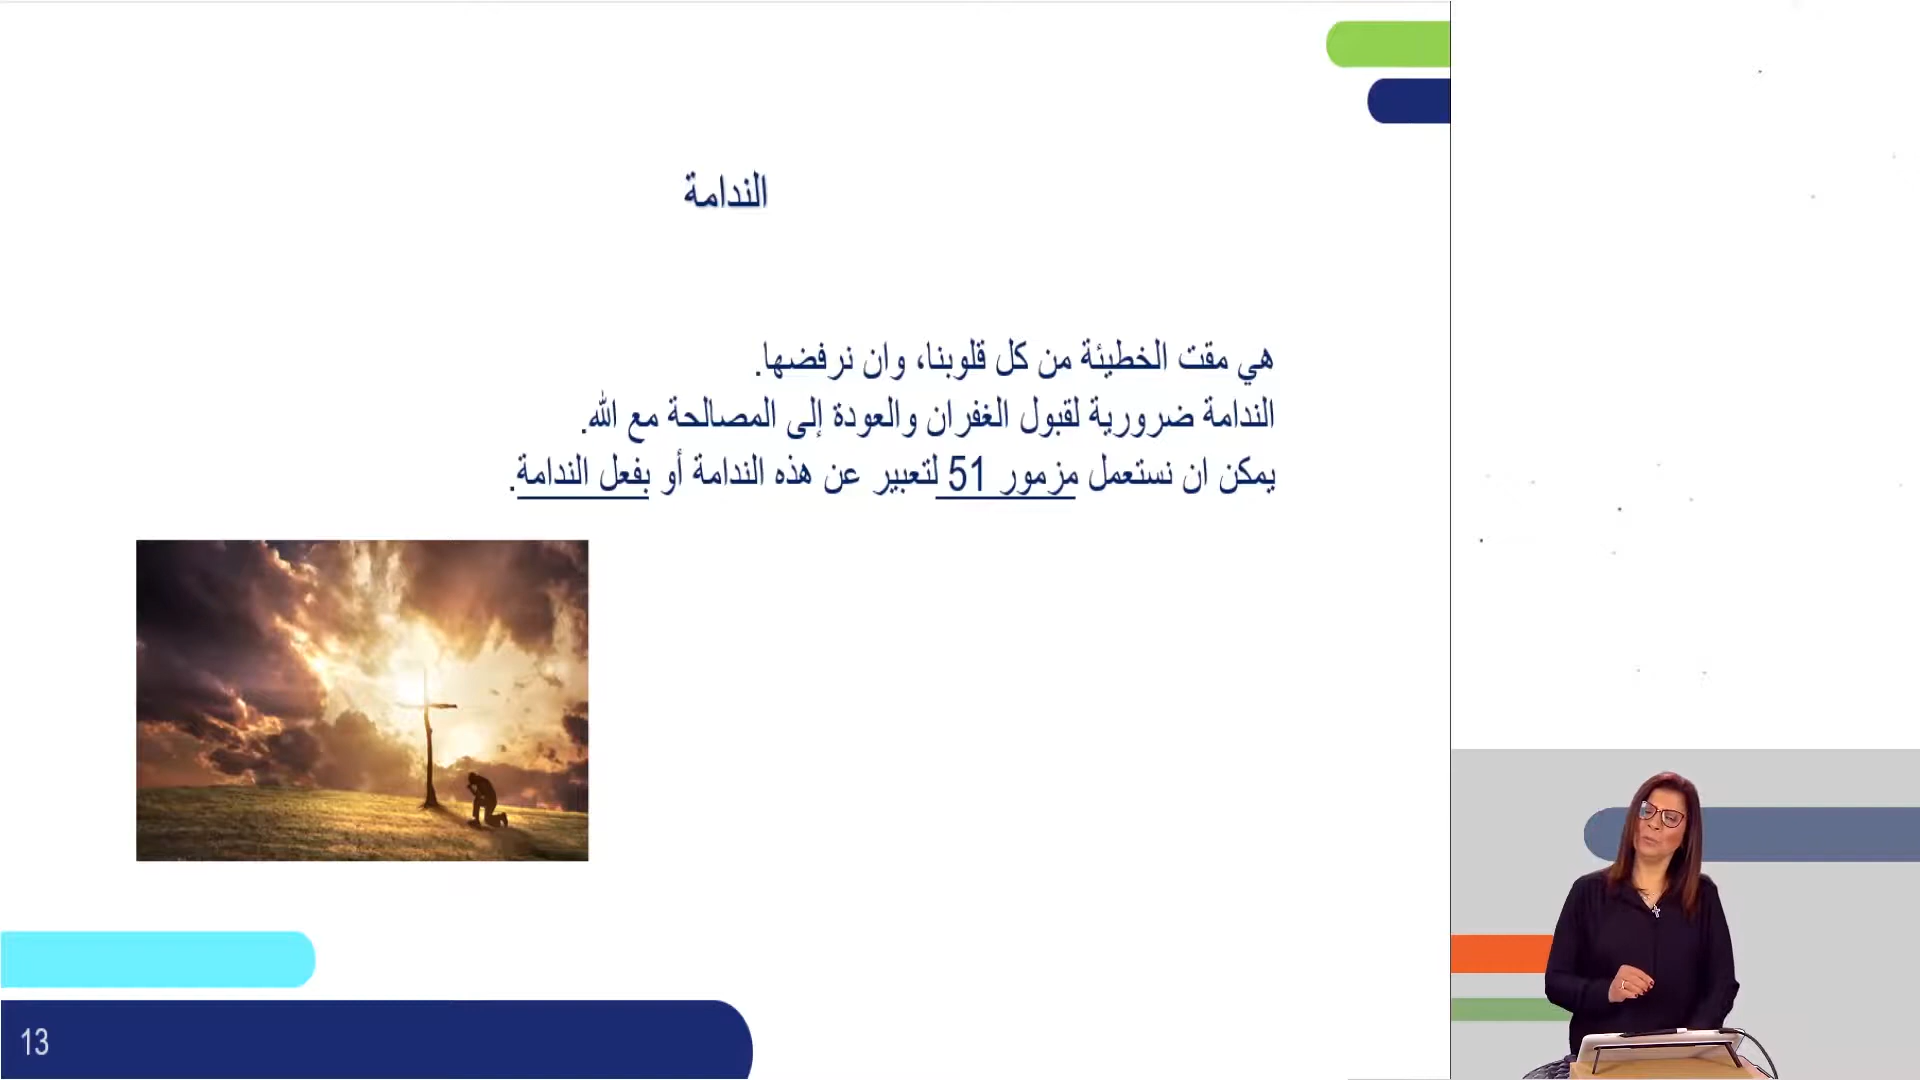 الندامة
هي مقت الخطيئة من كل قلوبنا، وان نرفضها.
الندامة ضرورية لقبول الغفران والعودة إلى المصالحة مع الله.
يمكن ان نستعمل مزمور 51 لتعبير عن هذه الندامة أو بفعل الندامة.
13